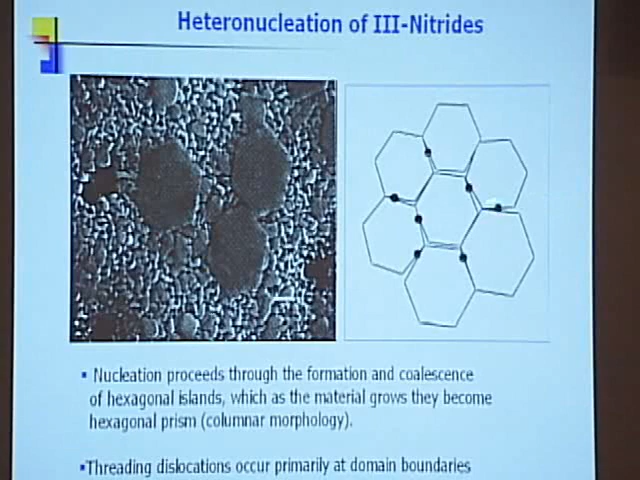 Heteronucleation of III-Nitrides
▪ Nucleation proceeds through the formation and coalescence
of hexagonal islands, which as the material grows they become
hexagonal prism (columnar morphology).
▪Threading dislocations occur primarily at domain boundaries